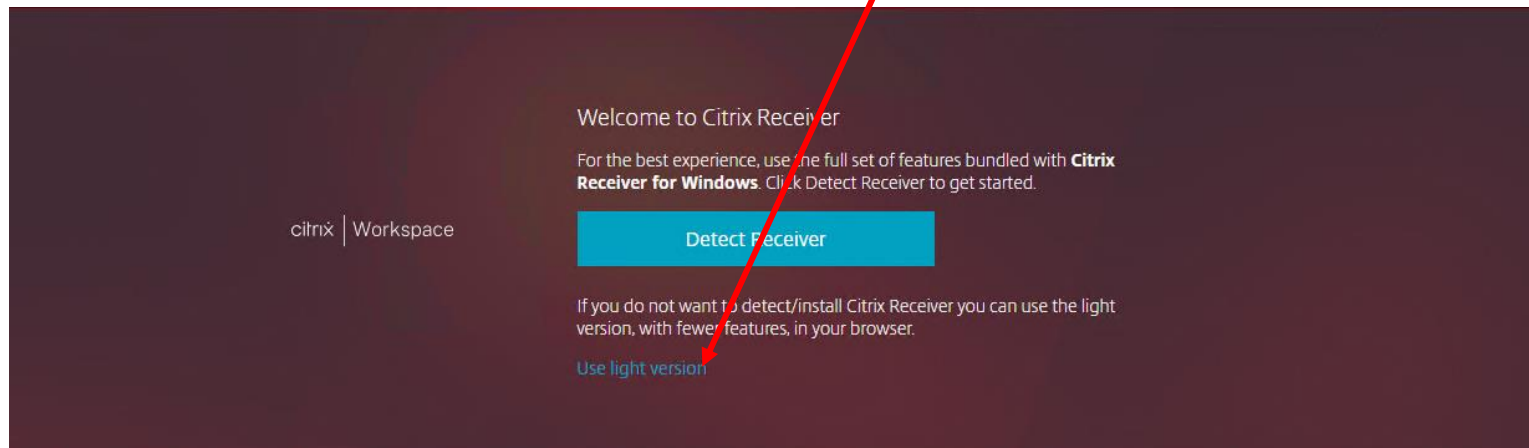 Welcome to Citrix Receiver
For the best experience, use the full set of features bundled with Citrix
Receiver for Windows. Click Detect Receiver to get started.
citrix | Workspace
Detect Receiver
If you do not want to detect/install Citrix Receiver you can use the light
version, with fewer features, in your browser.
Use light version